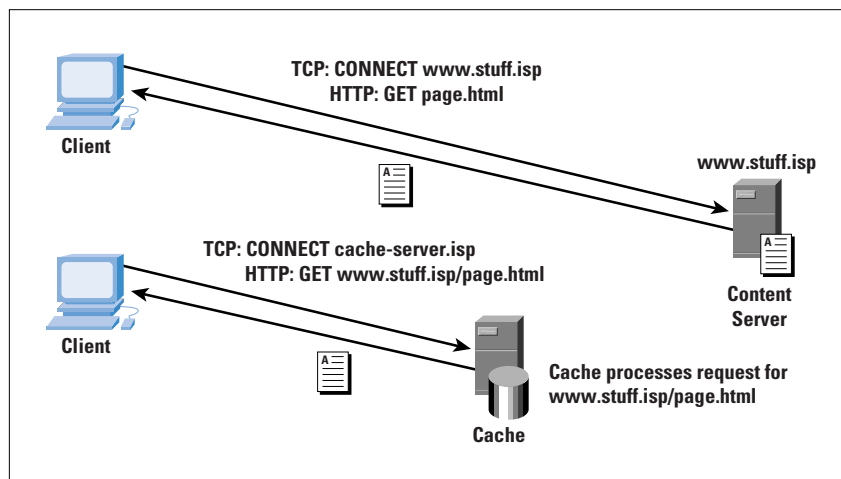 TCP: CONNECT www.stuff.isp
HTTP: GET page.html
Client
www.stuff.isp
A
A
Content
Server
TCP: CONNECT cache-server.isp
HTTP: GET www.stuff.isp/page.html
Client
A
Cache processes request for
www.stuff.isp/page.html
Cache